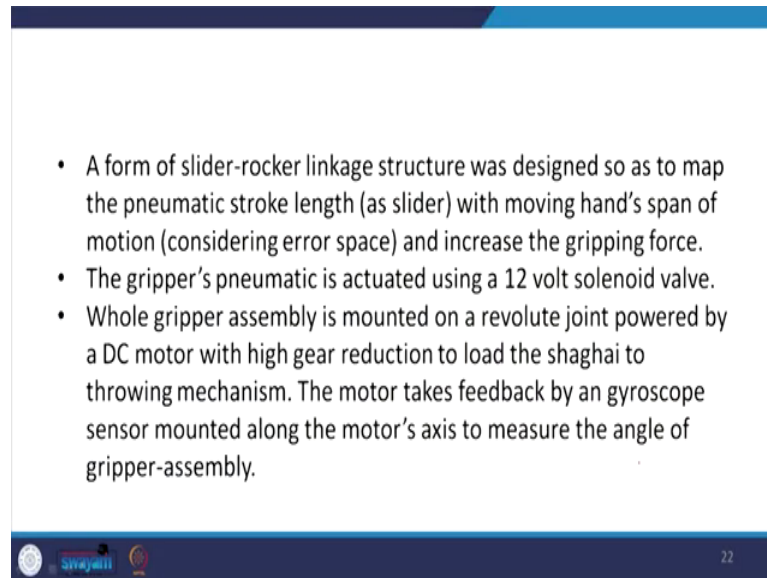 • A form of slider-rocker linkage structure was designed so as to map
the pneumatic stroke length (as slider) with moving hand's span of
motion (considering error space) and increase the gripping force.
• The gripper's pneumatic is actuated using a 12 volt solenoid valve.
• Whole gripper assembly is mounted on a revolute joint powered by
a DC motor with high gear reduction to load the shaghai to
throwing mechanism. The motor takes feedback by an gyroscope
sensor mounted along the motor's axis to measure the angle of
gripper-assembly.
swayam
22